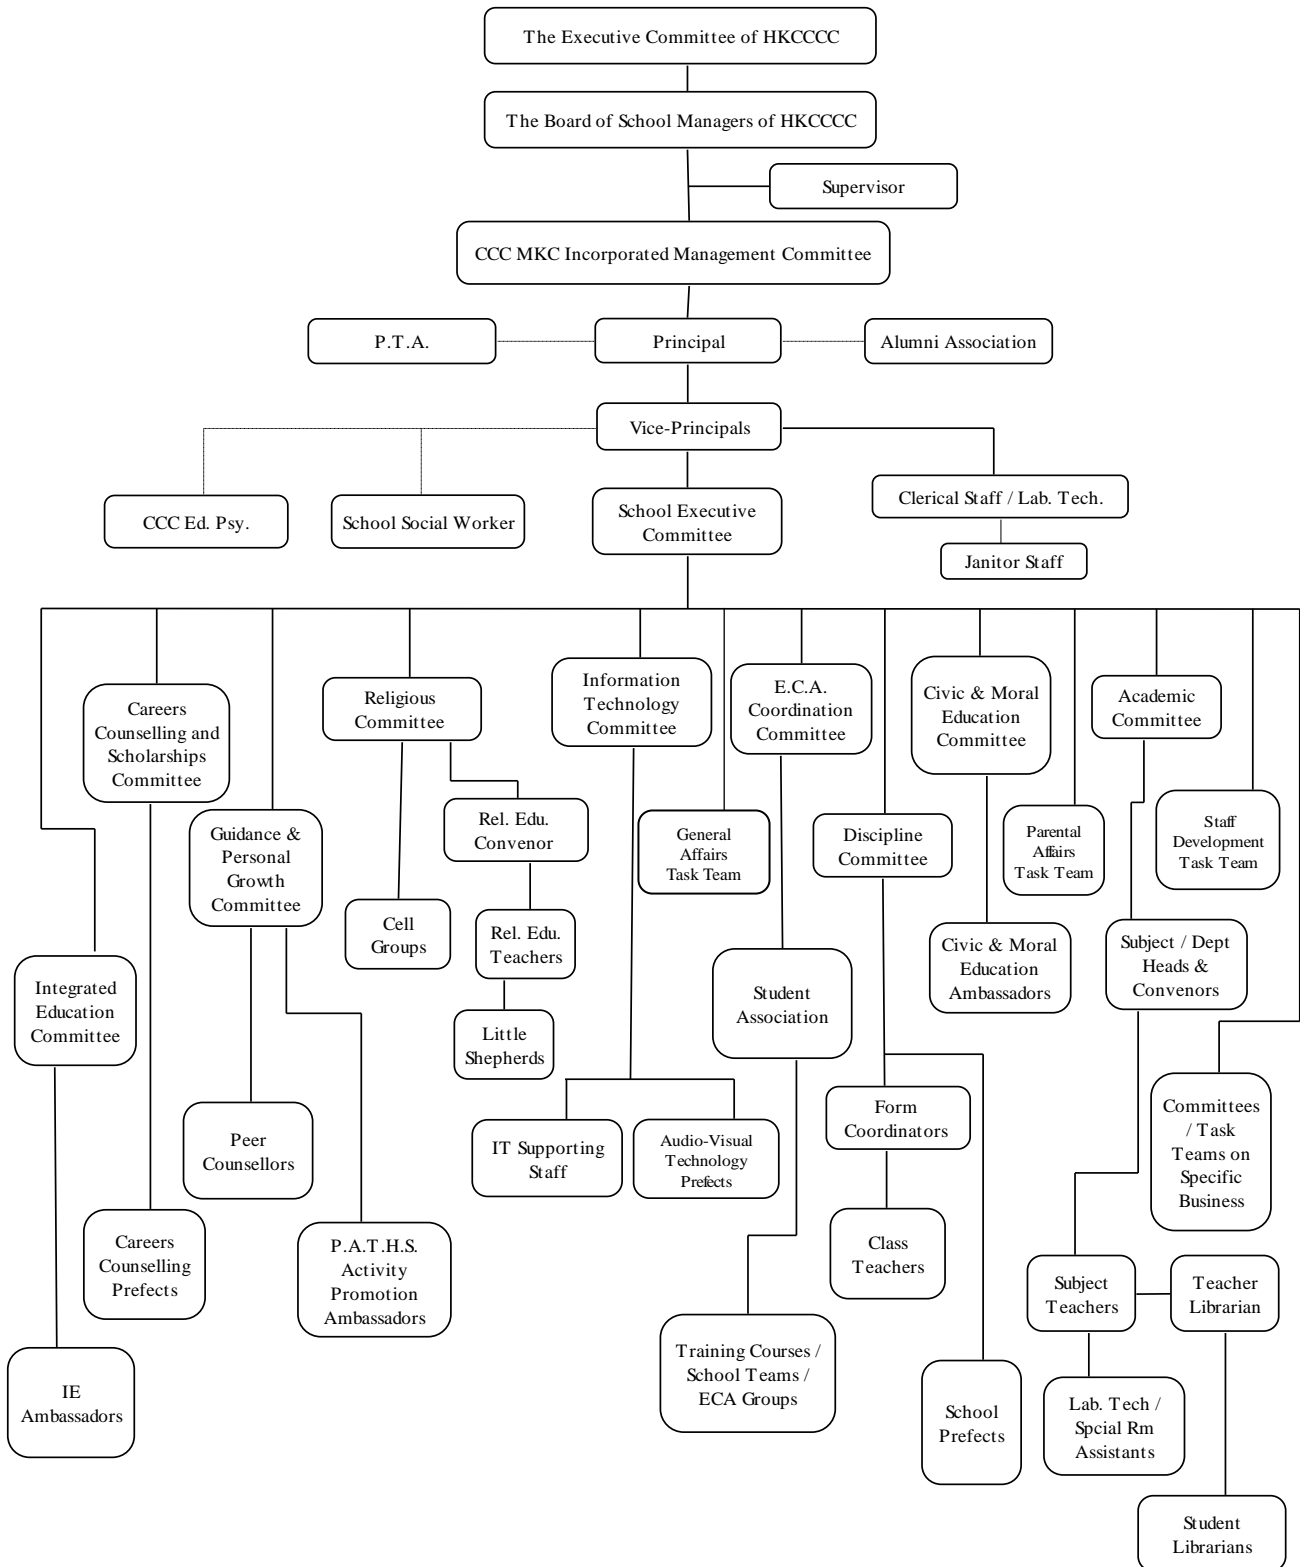 The Executive Committee of HKCCCC
The Board of School Managers of HKCCCC
Supervisor
CCC MKC Incorporated Management Committee
P.T.A.
Principal
Alumni Association
Vice-Principals
CCC Ed. Psy.
School Social Worker
School Executive
Committee
Clerical Staff / Lab. Tech.
Janitor Staff
Careers
Counselling and
Scholarships
Committee
Religious
Committee
Information
Technology
Committee
E.C.A.
Coordination
Committee
Civic & Moral
Education
Committee
Academic
Committee
Guidance &
Personal
Growth
Committee
Rel. Edu.
Convenor
General
Affairs
Task Team
Discipline
Committee
Parental
Affairs
Task Team
Staff
Development
Task Team
Cell
Groups
Rel. Edu.
Teachers
Integrated
Education
Committee
Little
Shepherds
Student
Association
Civic & Moral
Education
Ambassadors
Subject / Dept
Heads &
Convenors
Peer
Counsellors
IT Supporting
Staff
Audio-Visual
Technology
Prefects
Form
Coordinators
Committees
/ Task
Teams on
Specific
Business
Careers
Counselling
Prefects
P.A.T.H.S.
Activity
Promotion
Ambassadors
Class
Teachers
Subject
Teachers
Teacher
Librarian
IE
Ambassadors
Training Courses /
School Teams /
ECA Groups
School
Prefects
Lab. Tech /
Spcial Rm
Assistants
Student
Librarians